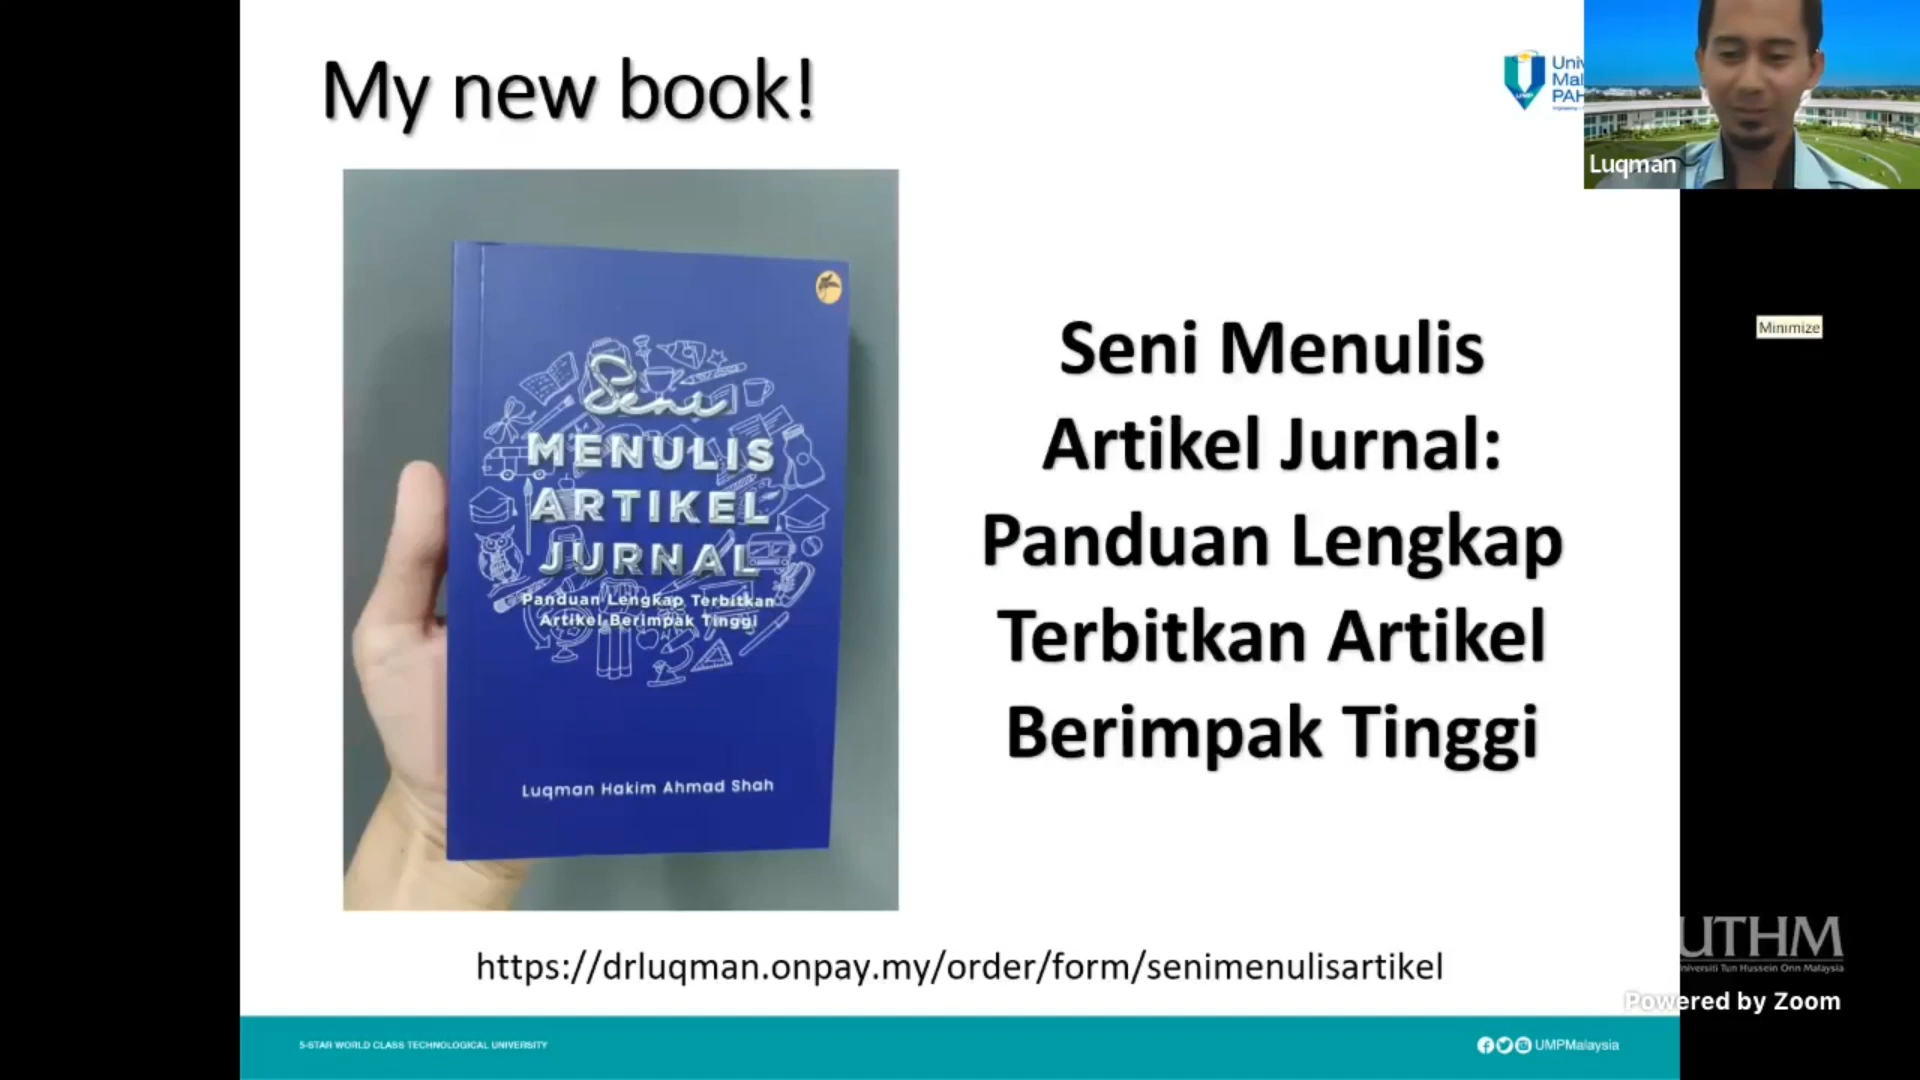 My new book!
Luqman
Minimize
Seni
MENULIS
ARTIKEL
JURNAL
Panduan Lengkap Terbitkan
Artikel Berimpak Tinggi
Luqman Hakim Ahmad Shah
Seni Menulis
Artikel Jurnal:
Panduan Lengkap
Terbitkan Artikel
Berimpak Tinggi
https://drluqman.onpay.my/order/form/senimenulisartikel
UTHM
Tun Hussein Onn Malaysia
Powered by Zoom
5-STAR WORLD CLASS TECHNOLOGICAL UNIVERSITY
UMPMalaysia